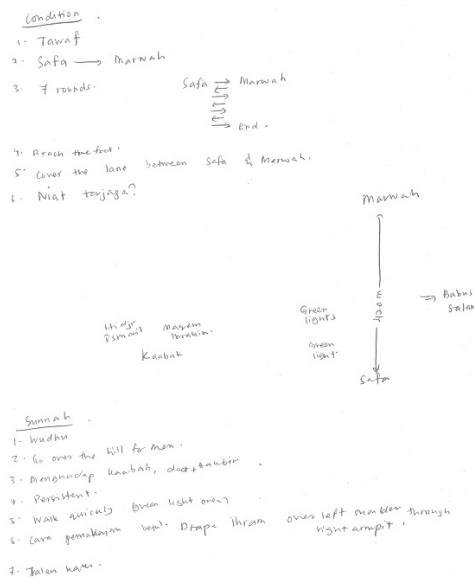 Condition.
1. Tawaf
2. Safa → Marwah
3. 7 rounds.
Safa → Marwah
End.
4. Reach the foot.
5. Cover the lane between Safa & Marwah.
6. Niat terjaga?
Marwah
Green lights
→ Babus Salam
Green light.
Safa
Hidjr Ismail
Maqam Ibrahim.
Kaabah
Sunnah.
1. Wudhu
2. Go over the hill for men.
3. Menghadap kaabah, doa, takbir.
4. Persistent.
5. Walk quickly green light area
6. Cara pemakaian betul. Drape Ihram over left shoulder through right armpit.
7. Jalan